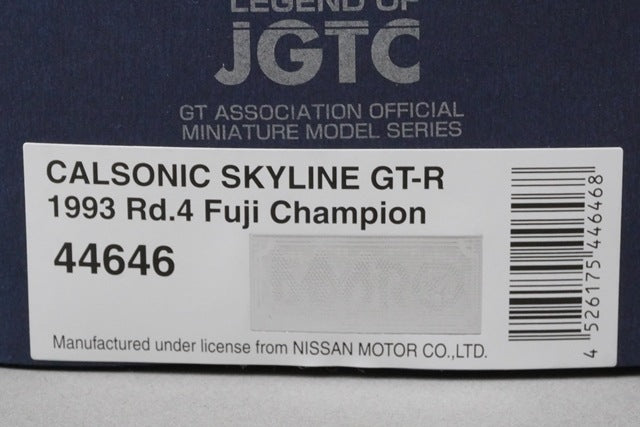 LEGEND OF
JGTC
GT ASSOCIATION OFFICIAL
MINIATURE MODEL SERIES
CALSONIC SKYLINE GT-R
1993 Rd.4 Fuji Champion
44646
Manufactured under license from NISSAN MOTOR CO.,LTD.
4 526175 446468